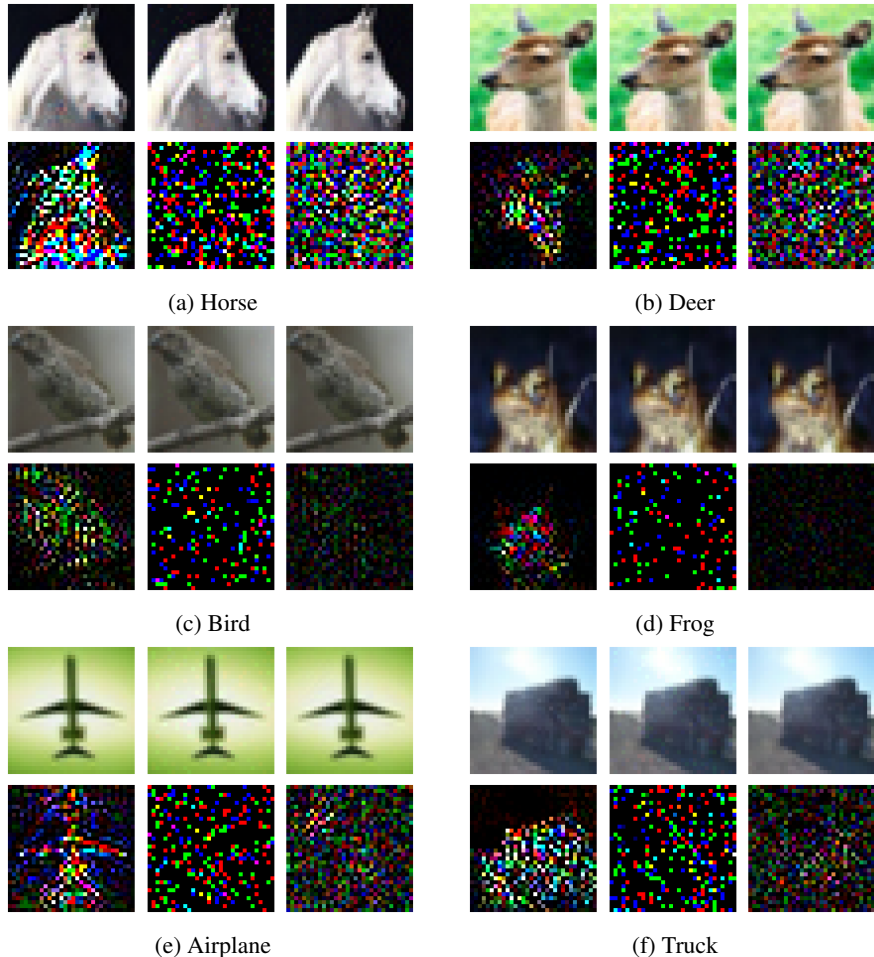 (a) Horse
(b) Deer
(c) Bird
(d) Frog
(e) Airplane
(f) Truck